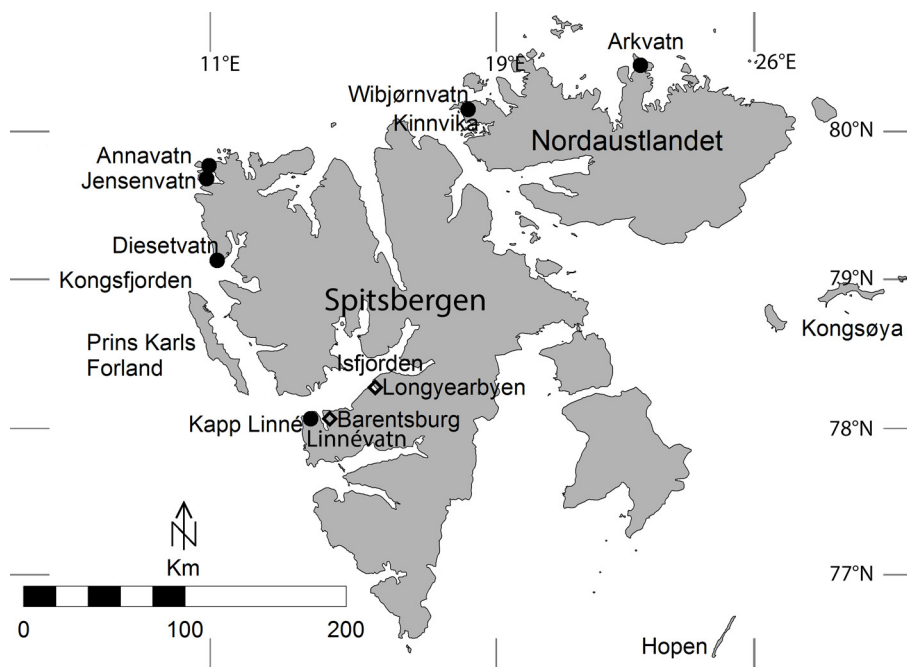 11°E
19°E
26°E
Arkvatn
Wibjørnvatn
Kinnvika
80°N
Nordaustlandet
Annavatn
Jensenvatn
Diesetvatn
Kongsfjorden
79°N
Spitsbergen
Kongsøya
Prins Karls
Forland
Isfjorden
Longyearbyen
Kapp Linné
Barentsburg
Linnévatn
78°N
N
Km
77°N
0 100 200
Hopen